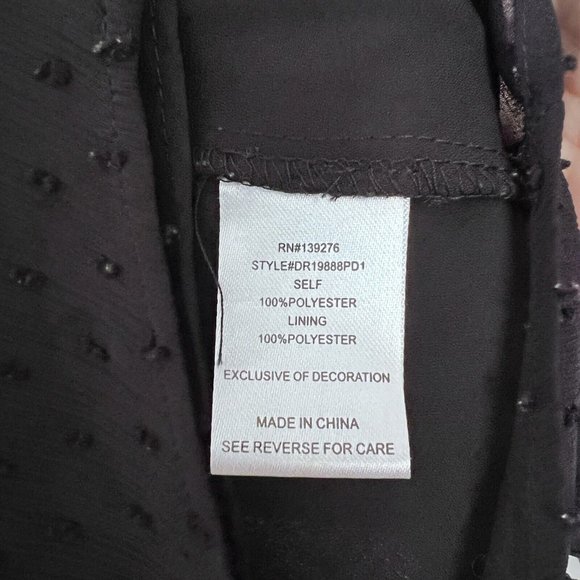 RN#139276
STYLE#DR19888PD1
SELF
100%POLYESTER
LINING
100%POLYESTER
EXCLUSIVE OF DECORATION
MADE IN CHINA
SEE REVERSE FOR CARE